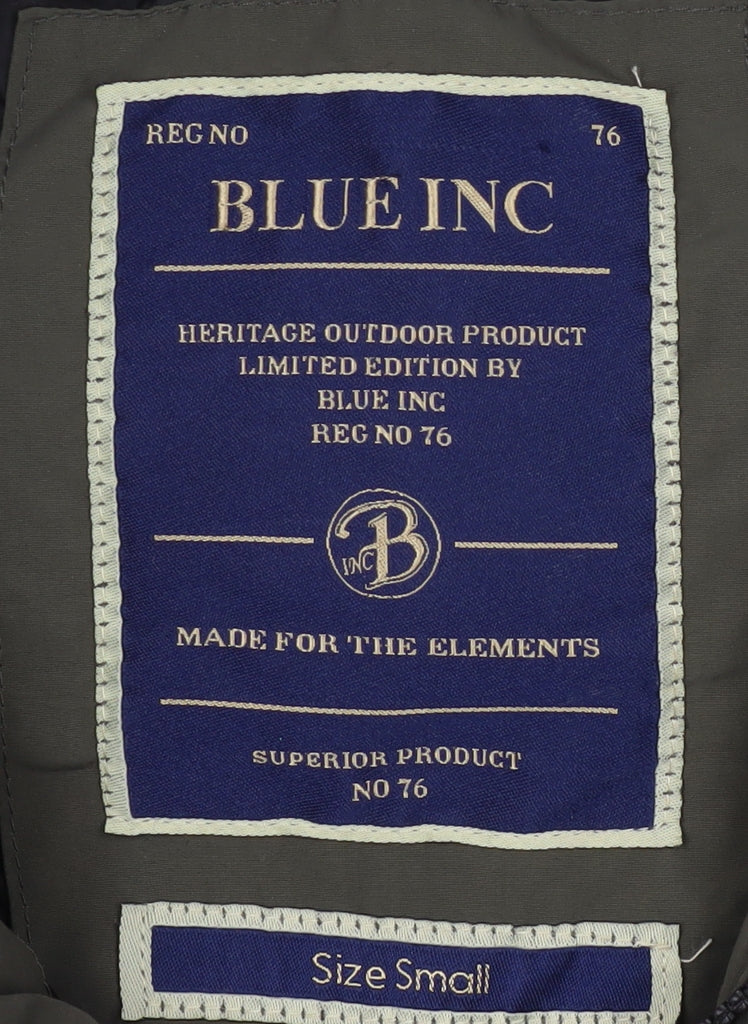 REG NO 76
BLUE INC
HERITAGE OUTDOOR PRODUCT
LIMITED EDITION BY
BLUE INC
REG NO 76
B
INC
MADE FOR THE ELEMENTS
SUPERIOR PRODUCT
NO 76
Size Small